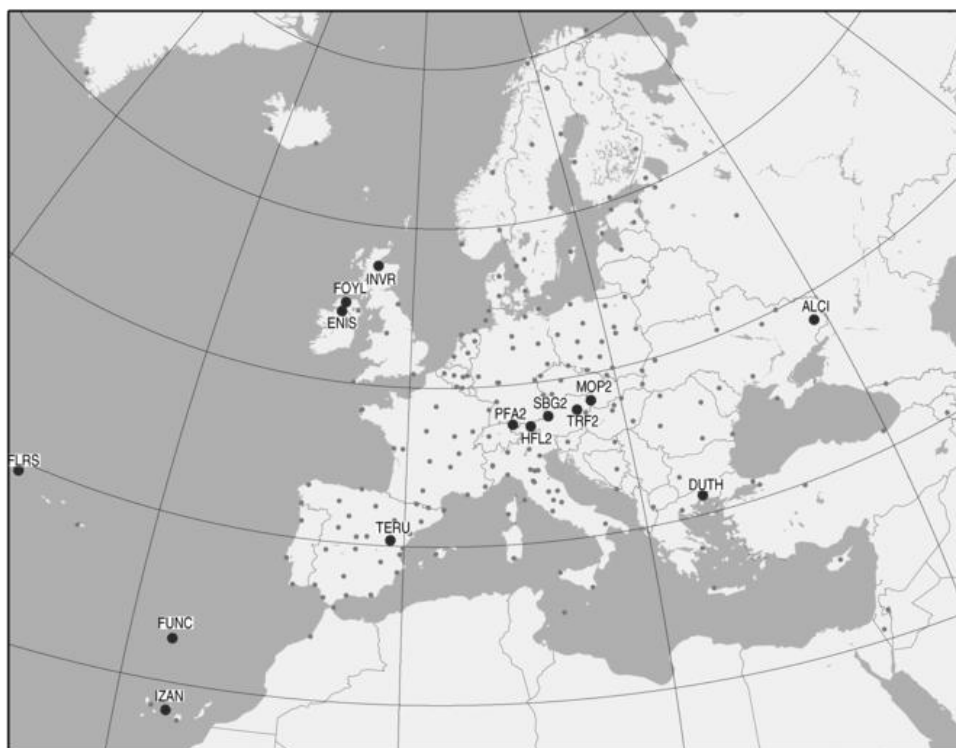 INVR
FOYL
ENIS
ALCI
MOP2
SBG2
TRF2
PFA2
HFL2
FLRS
DUTH
TERU
FUNC
IZAN